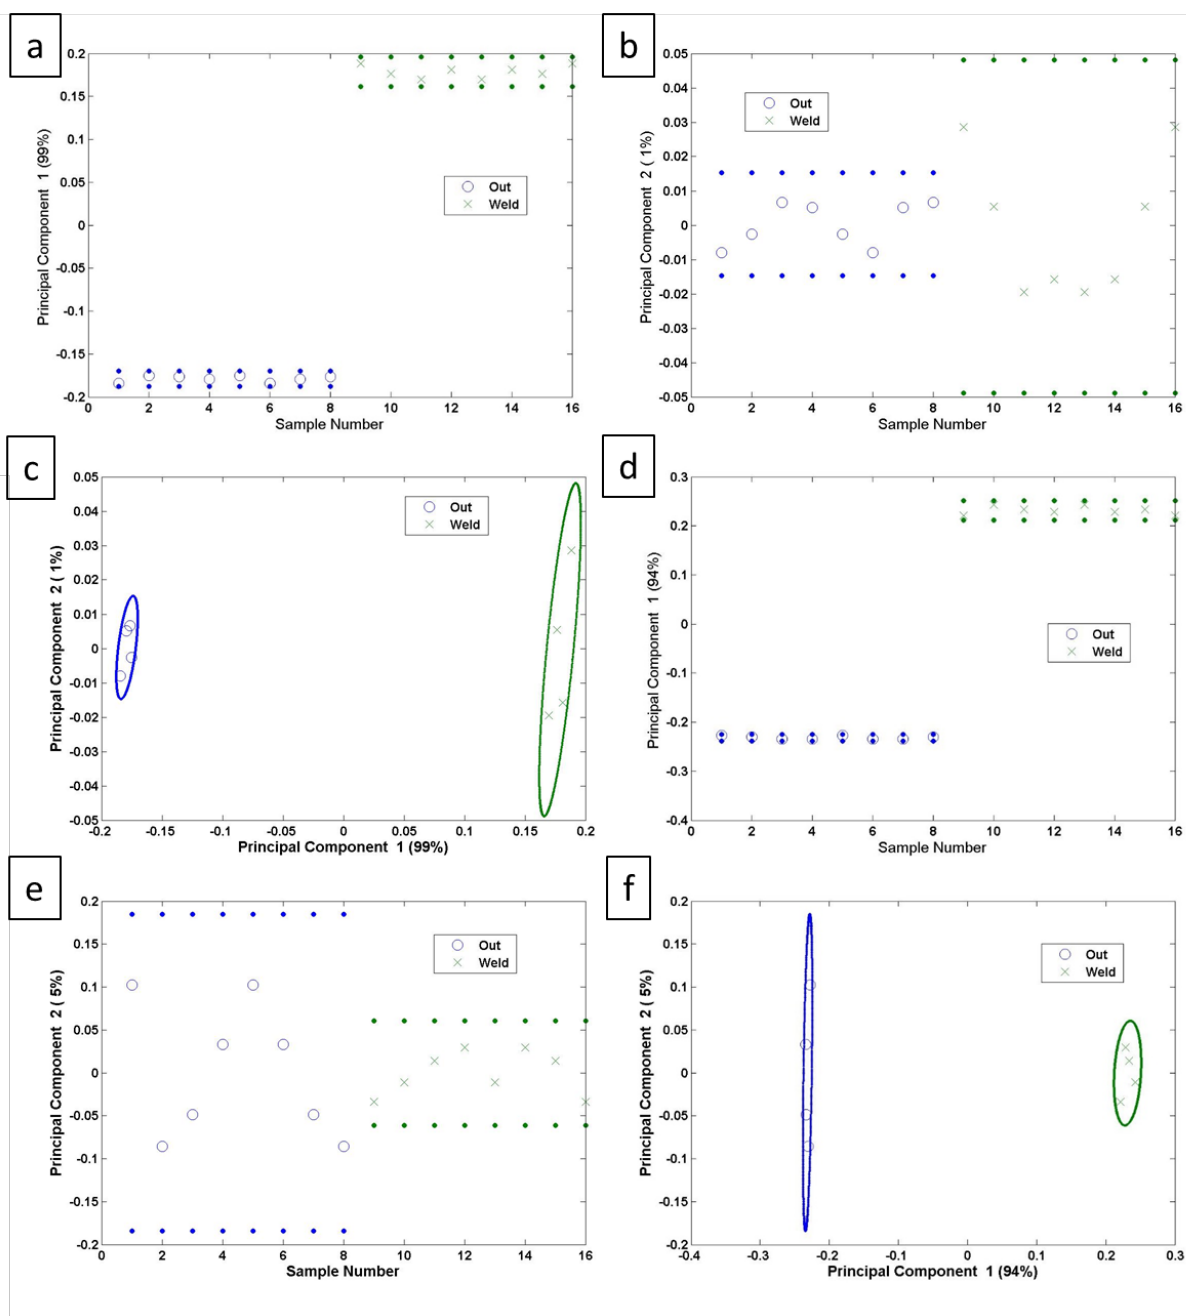 a
0.2
0.15
0.1
0.05
0
-0.05
-0.1
-0.15
-0.2
Principal Component 1 (99%)
Out
Weld
0 2 4 6 8 10 12 14 16
Sample Number
b
0.05
0.04
0.03
0.02
0.01
0
-0.01
-0.02
-0.03
-0.04
-0.05
Principal Component 2 ( 1%)
Out
Weld
0 2 4 6 8 10 12 14 16
Sample Number
c
0.05
0.04
0.03
0.02
0.01
0
-0.01
-0.02
-0.03
-0.04
-0.05
Principal Component 2 ( 1%)
Out
Weld
-0.2 -0.15 -0.1 -0.05 0 0.05 0.1 0.15 0.2
Principal Component 1 (99%)
d
0.3
0.2
0.1
0
-0.1
-0.2
-0.3
-0.4
Principal Component 1 (94%)
Out
Weld
0 2 4 6 8 10 12 14 16
Sample Number
e
0.2
0.15
0.1
0.05
0
-0.05
-0.1
-0.15
-0.2
Principal Component 2 ( 5%)
Out
Weld
0 2 4 6 8 10 12 14 16
Sample Number
f
0.2
0.15
0.1
0.05
0
-0.05
-0.1
-0.15
-0.2
Principal Component 2 ( 5%)
Out
Weld
-0.4 -0.3 -0.2 -0.1 0 0.1 0.2 0.3
Principal Component 1 (94%)